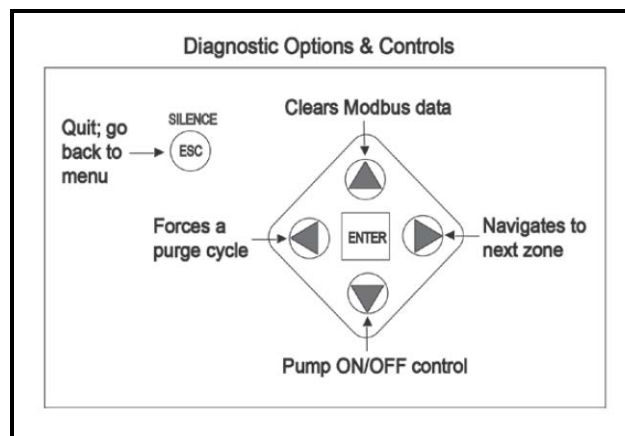 Diagnostic Options & Controls
Clears Modbus data
SILENCE
Quit; go
back to
menu
ESC
Forces a
purge cycle
ENTER
Navigates to
next zone
Pump ON/OFF control